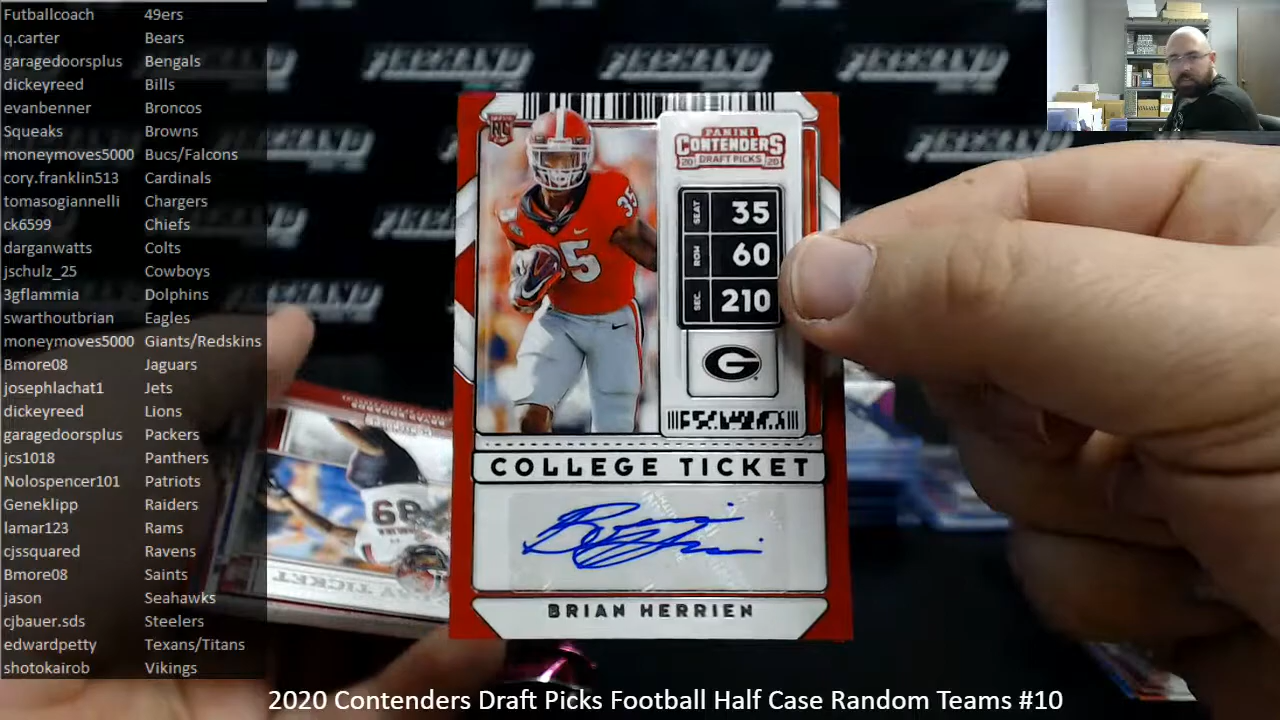 Futballcoach 49ers
q.carter Bears
garagedoorsplus Bengals
dickeyreed Bills
evanbenner Broncos
Squeaks Browns
moneymoves5000 Bucs/Falcons
cory.franklin513 Cardinals
tomasogiannelli Chargers
ck6599 Chiefs
darganwatts Colts
jschulz_25 Cowboys
3gflammia Dolphins
swarthoutbrian Eagles
moneymoves5000 Giants/Redskins
Bmore08 Jaguars
josephlachat1 Jets
dickeyreed Lions
garagedoorsplus Packers
jcs1018 Panthers
Nolospencer101 Patriots
Geneklipp Raiders
lamar123 Rams
cjssquared Ravens
Bmore08 Saints
jason Seahawks
cjbauer.sds Steelers
edwardpetty Texans/Titans
shotokairob Vikings
RC
PANINI
CONTENDERS
20 DRAFT PICKS 20
SEAT 35
ROW 60
SEC. 210
G
35
35
COLLEGE TICKET
BRIAN HERRIEN
89
TICKET
2020 Contenders Draft Picks Football Half Case Random Teams #10